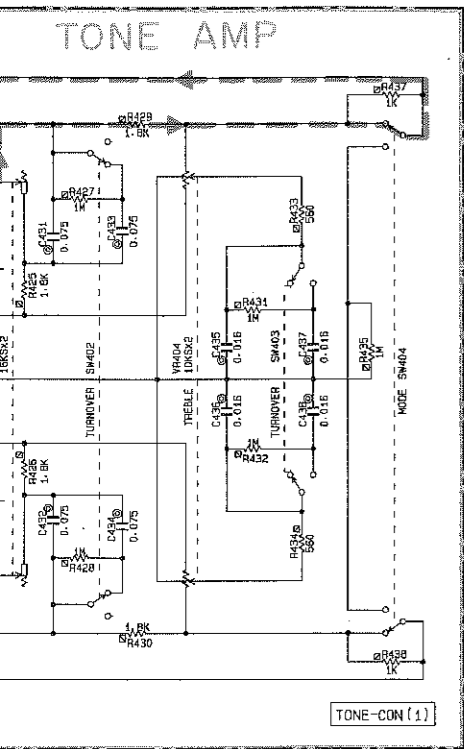 TONE AMP
R437
1K
R429
1.8K
R427
1M
C431
0.075
C433
0.075
R433
560
R425
1.8K
R431
1M
C435
0.016
C437
0.016
R435
1M
SW402
TURNOVER
VR404
10KSx2
TREBLE
SW403
TURNOVER
MODE SW404
16KSx2
C436
0.016
C438
0.016
1M
R432
R426
1.8K
C432
0.075
C434
0.075
1M
R428
R434
560
1.8K
R430
R438
1K
TONE-CON(1)